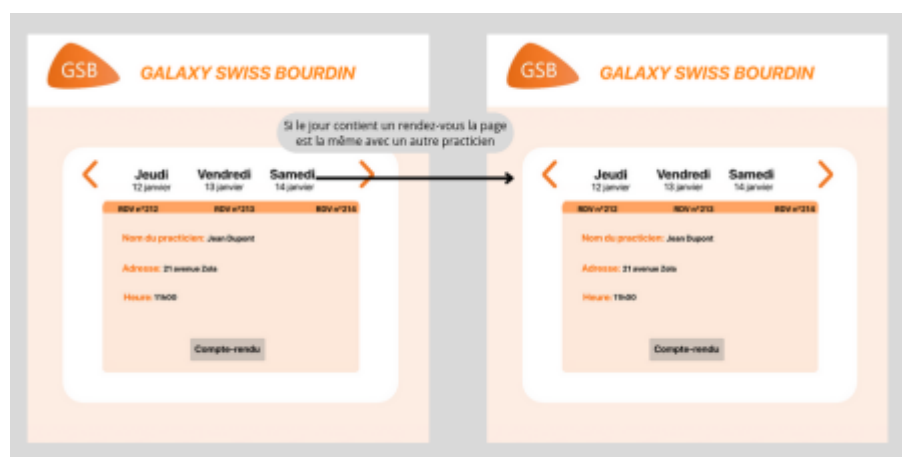 GSB
GALAXY SWISS BOURDIN
Si le jour contient un rendez-vous la page
est la même avec un autre practicien
Jeudi Vendredi Samedi
12 janvier 13 janvier 14 janvier
RDV n°212 RDV n°213 RDV n°214
Nom du practicien: Jean Dupont
Adresse: 21 avenue Zola
Heure: 11h00
Compte-rendu
GSB
GALAXY SWISS BOURDIN
Jeudi Vendredi Samedi
12 janvier 13 janvier 14 janvier
RDV n°212 RDV n°213 RDV n°214
Nom du practicien: Jean Dupont
Adresse: 21 avenue Zola
Heure: 11h00
Compte-rendu